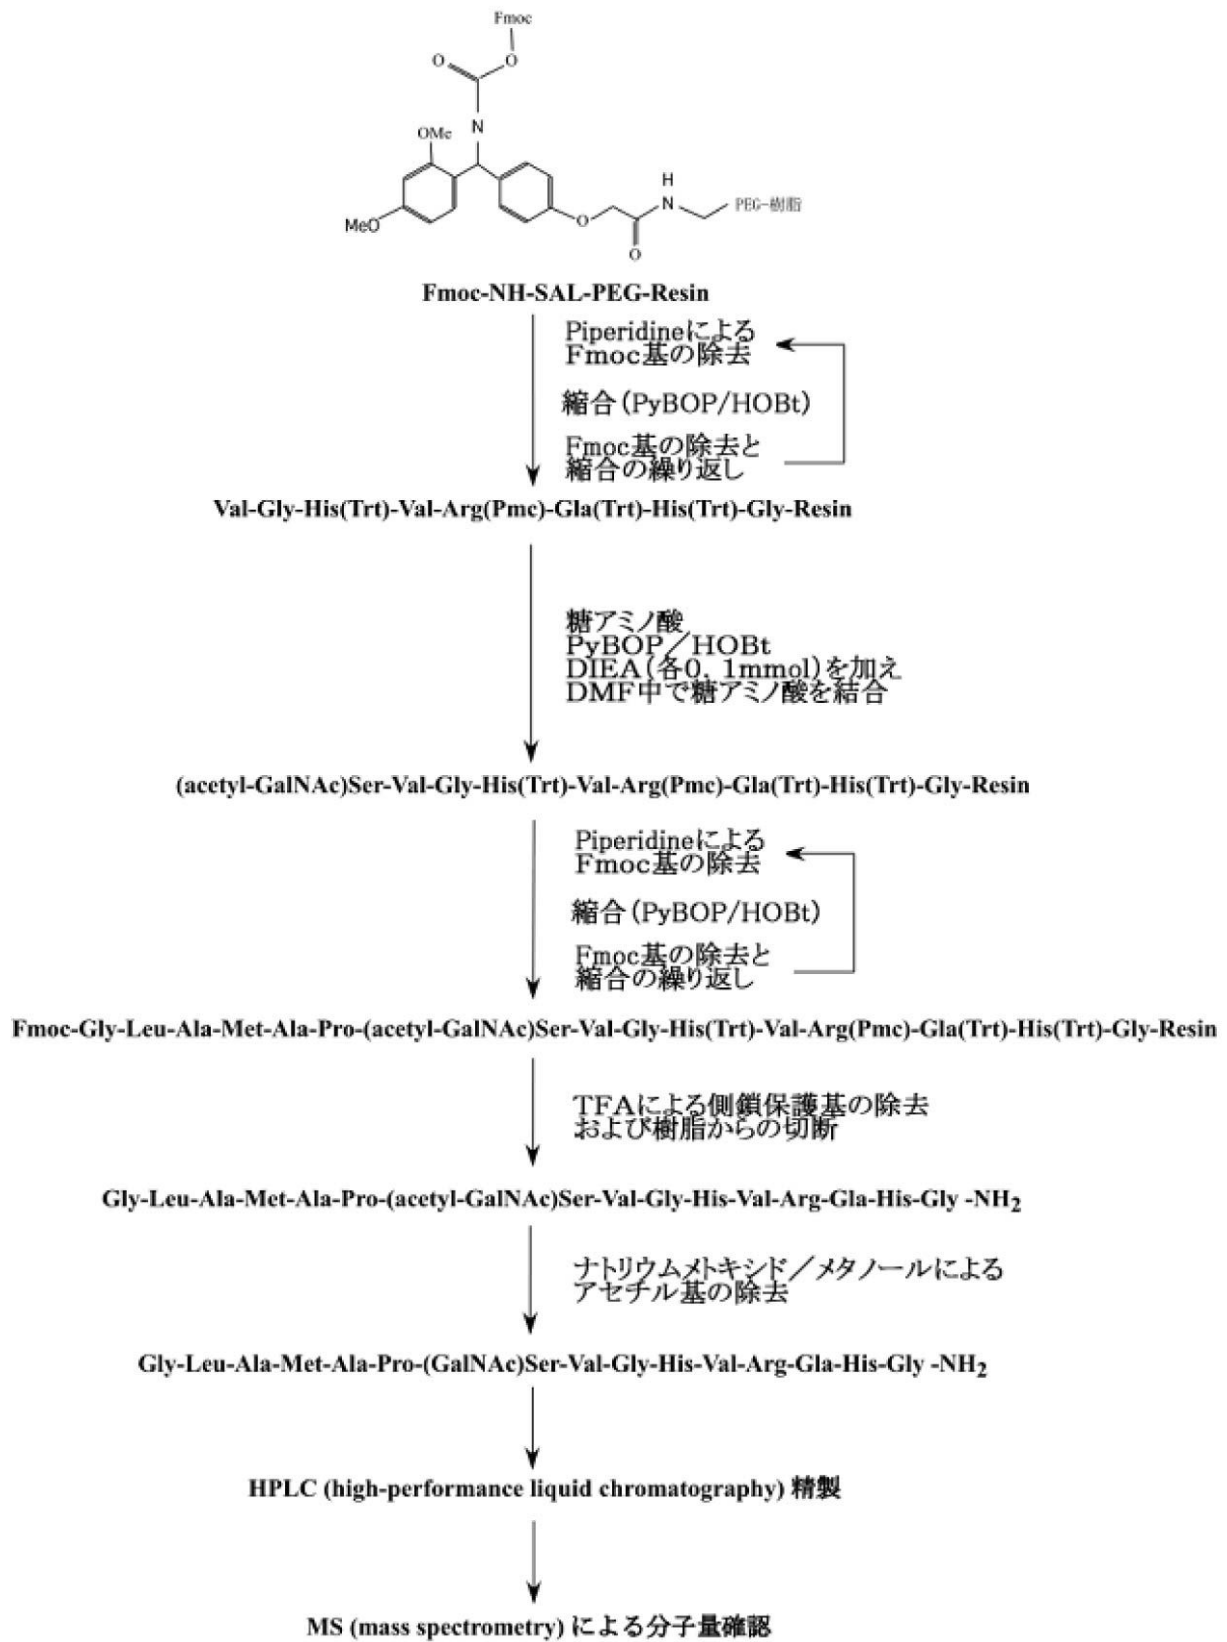 Fmoc
O
O
N
OMe
MeO
O
O
H
N
PEG-樹脂
Fmoc-NH-SAL-PEG-Resin
Piperidineによる
Fmoc基の除去
縮合(PyBOP/HOBt)
Fmoc基の除去と
縮合の繰り返し
Val-Gly-His(Trt)-Val-Arg(Pmc)-Gla(Trt)-His(Trt)-Gly-Resin
糖アミノ酸
PyBOP/HOBt
DIEA(各0．1mmol)を加え
DMF中で糖アミノ酸を結合
(acetyl-GalNAc)Ser-Val-Gly-His(Trt)-Val-Arg(Pmc)-Gla(Trt)-His(Trt)-Gly-Resin
Piperidineによる
Fmoc基の除去
縮合(PyBOP/HOBt)
Fmoc基の除去と
縮合の繰り返し
Fmoc-Gly-Leu-Ala-Met-Ala-Pro-(acetyl-GalNAc)Ser-Val-Gly-His(Trt)-Val-Arg(Pmc)-Gla(Trt)-His(Trt)-Gly-Resin
TFAによる側鎖保護基の除去
および樹脂からの切断
Gly-Leu-Ala-Met-Ala-Pro-(acetyl-GalNAc)Ser-Val-Gly-His-Val-Arg-Gla-His-Gly -NH2
ナトリウムメトキシド／メタノールによる
アセチル基の除去
Gly-Leu-Ala-Met-Ala-Pro-(GalNAc)Ser-Val-Gly-His-Val-Arg-Gla-His-Gly -NH2
HPLC (high-performance liquid chromatography) 精製
MS (mass spectrometry) による分子量確認